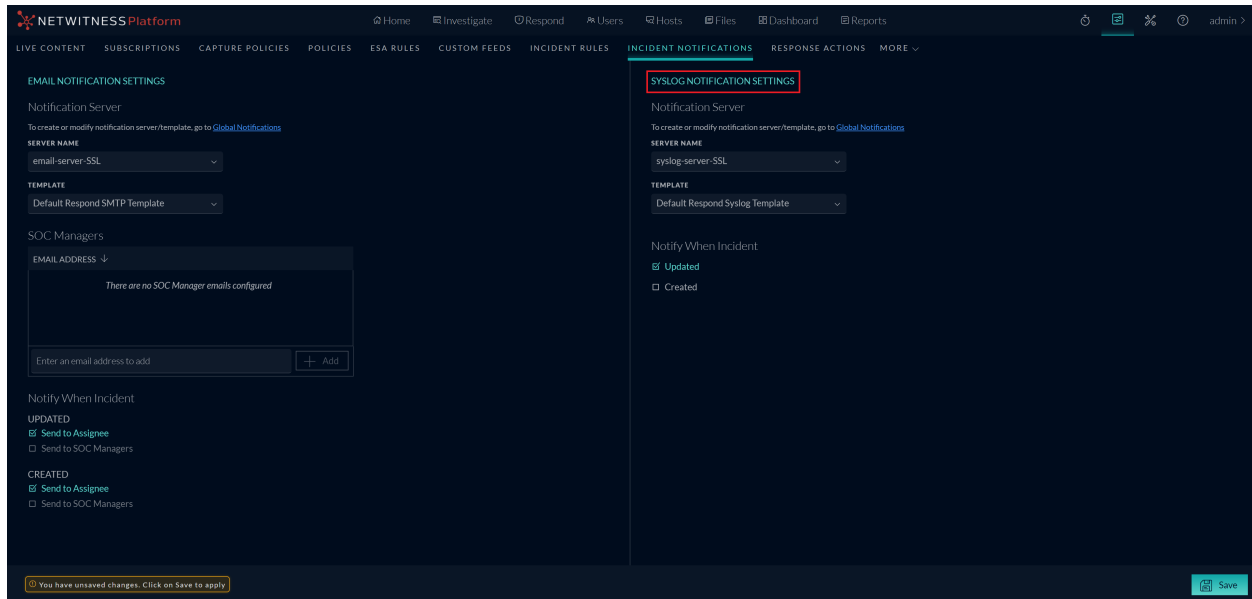 NETWITNESS Platform
Home Investigate Respond Users Hosts Files Dashboard Reports admin >
LIVE CONTENT SUBSCRIPTIONS CAPTURE POLICIES POLICIES ESA RULES CUSTOM FEEDS INCIDENT RULES INCIDENT NOTIFICATIONS RESPONSE ACTIONS MORE
EMAIL NOTIFICATION SETTINGS
Notification Server
To create or modify notification server/template, go to Global Notifications
SERVER NAME
email-server-SSL
TEMPLATE
Default Respond SMTP Template
SOC Managers
EMAIL ADDRESS ↓
There are no SOC Manager emails configured
Enter an email address to add + Add
Notify When Incident
UPDATED
Send to Assignee
Send to SOC Managers
CREATED
Send to Assignee
Send to SOC Managers
SYSLOG NOTIFICATION SETTINGS
Notification Server
To create or modify notification server/template, go to Global Notifications
SERVER NAME
syslog-server-SSL
TEMPLATE
Default Respond Syslog Template
Notify When Incident
Updated
Created
You have unsaved changes. Click on Save to apply
Save